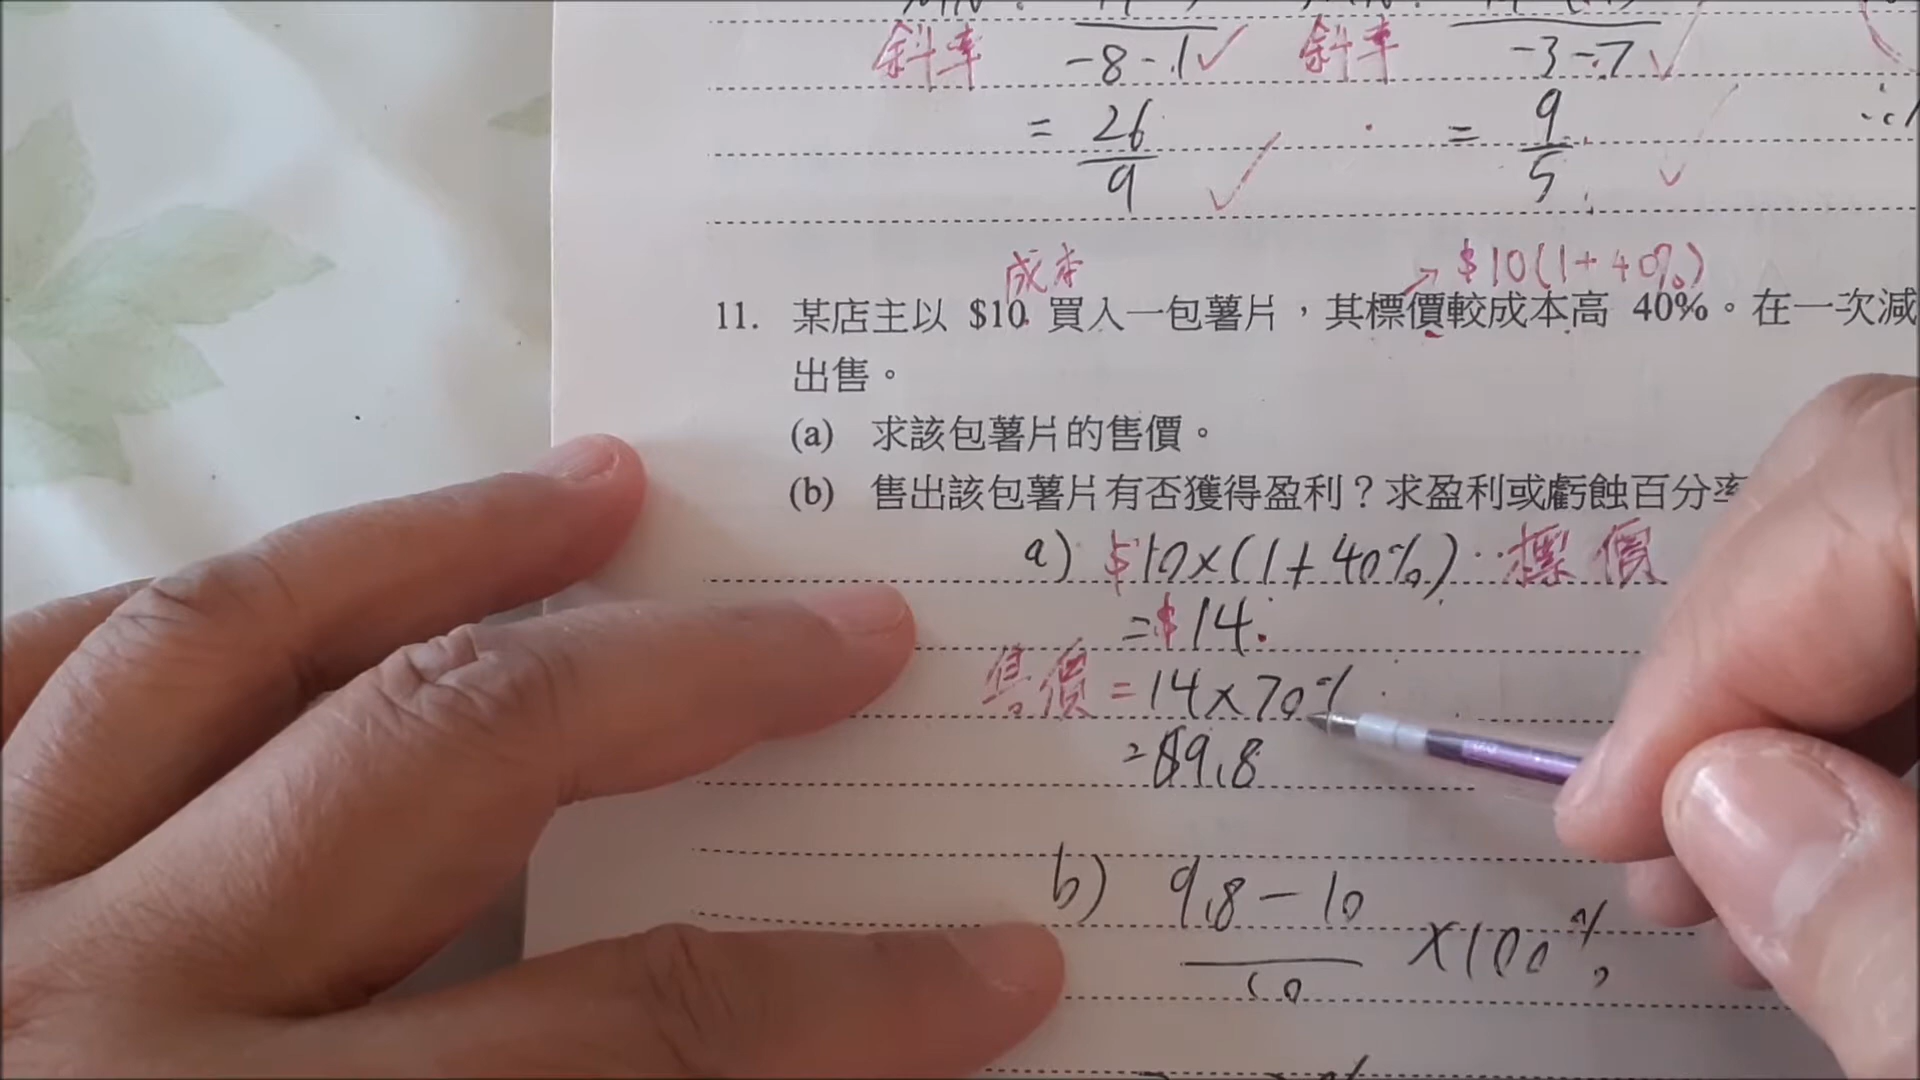 斜率 -8-1 斜率 -3-7
= 26/9 = 9/5
成本 → $10(1+40%)
11. 某店主以 $10 買入一包薯片，其標價較成本高 40%。在一次減
出售。
(a) 求該包薯片的售價。
(b) 售出該包薯片有否獲得盈利？求盈利或虧蝕百分率
a) $10×(1+40%)··標價
=$14
售價=14×70%
=$9.8
b) 9.8-10/10 ×100%